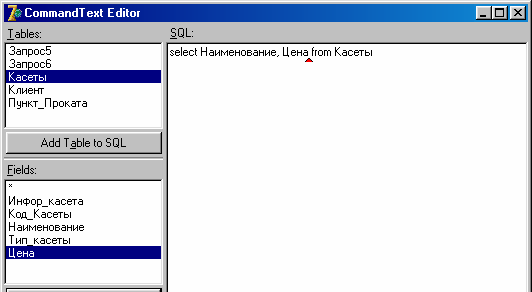 CommandText Editor
Tables:
Запрос5
Запрос6
Касеты
Клиент
Пункт_Проката
Add Table to SQL
Fields:
*
Инфор_касета
Код_Касеты
Наименование
Тип_касеты
Цена
SQL:
select Наименование, Цена from Касеты